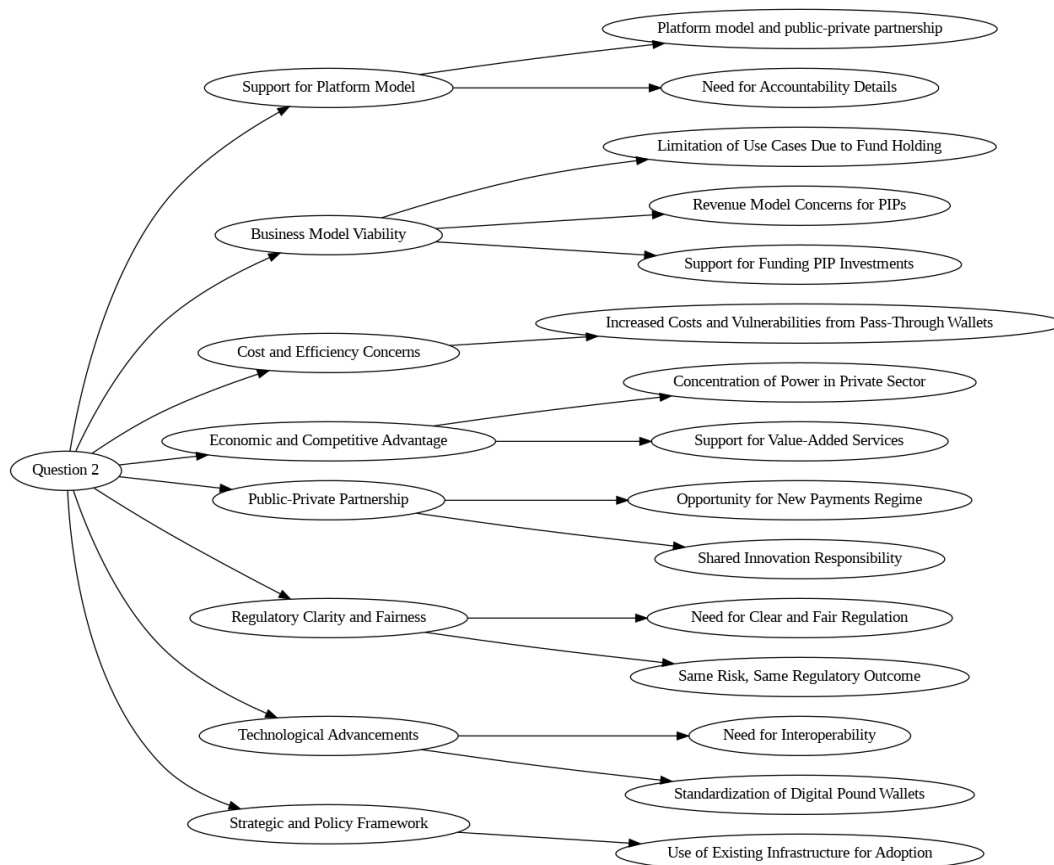 Platform model and public-private partnership
Support for Platform Model
Need for Accountability Details
Limitation of Use Cases Due to Fund Holding
Revenue Model Concerns for PIPs
Business Model Viability
Support for Funding PIP Investments
Increased Costs and Vulnerabilities from Pass-Through Wallets
Cost and Efficiency Concerns
Concentration of Power in Private Sector
Economic and Competitive Advantage
Support for Value-Added Services
Question 2
Public-Private Partnership
Opportunity for New Payments Regime
Shared Innovation Responsibility
Regulatory Clarity and Fairness
Need for Clear and Fair Regulation
Same Risk, Same Regulatory Outcome
Technological Advancements
Need for Interoperability
Standardization of Digital Pound Wallets
Strategic and Policy Framework
Use of Existing Infrastructure for Adoption